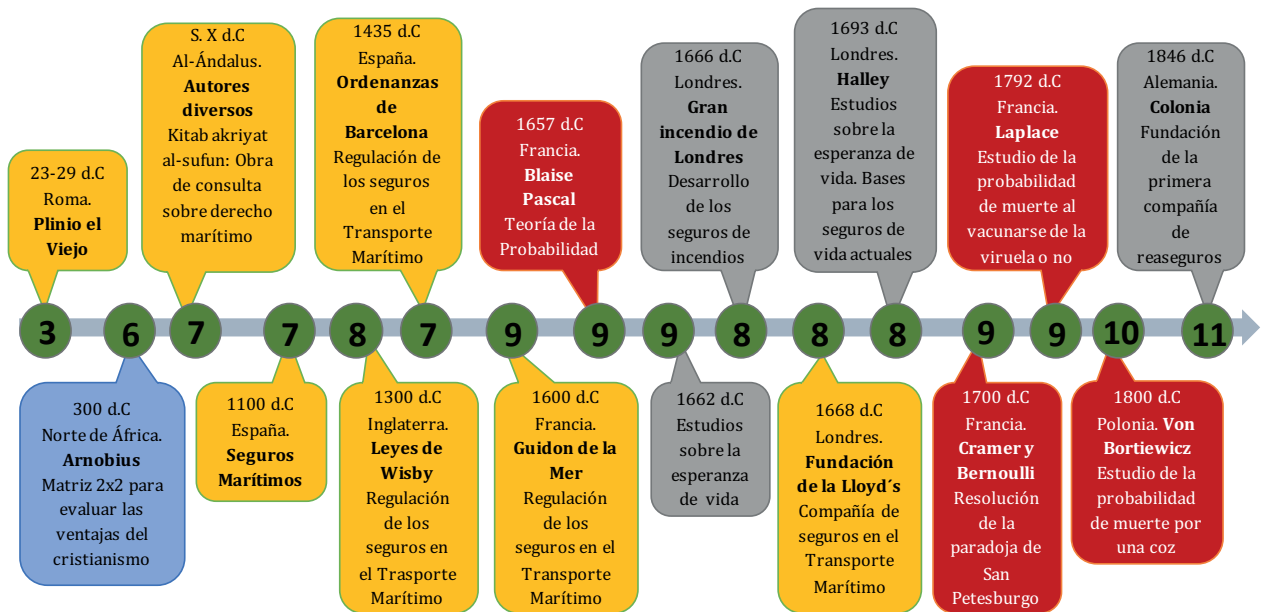 23-29 d.C
Roma.
Plinio el
Viejo
S. X d.C
Al-Ándalus.
Autores
diversos
Kitab akriyat
al-sufun: Obra
de consulta
sobre derecho
marítimo
1435 d.C
España.
Ordenanzas
de
Barcelona
Regulación de
los seguros
en el
Transporte
Marítimo
1657 d.C
Francia.
Blaise
Pascal
Teoría de la
Probabilidad
1666 d.C
Londres.
Gran
incendio de
Londres
Desarrollo
de los
seguros de
incendios
1693 d.C
Londres.
Halley
Estudios
sobre la
esperanza de
vida. Bases
para los
seguros de
vida actuales
1792 d.C
Francia.
Laplace
Estudio de la
probabilidad
de muerte al
vacunarse de la
viruela o no
1846 d.C
Alemania.
Colonia
Fundación
de la
primera
compañía
de
reaseguros
3 6 7 7 8 7 9 9 9 8 8 8 9 9 10 11
300 d.C
Norte de África.
Arnobius
Matriz 2x2 para
evaluar las
ventajas del
cristianismo
1100 d.C
España.
Seguros
Marítimos
1300 d.C
Inglaterra.
Leyes de
Wisby
Regulación
de los
seguros en
el Trasporte
Marítimo
1600 d.C
Francia.
Guidon de la
Mer
Regulación
de los
seguros en el
Transporte
Marítimo
1662 d.C
Estudios
sobre la
esperanza
de vida
1668 d.C
Londres.
Fundación
de la Lloyd´s
Compañía de
seguros en el
Transporte
Marítimo
1700 d.C
Francia.
Cramer y
Bernoulli
Resolución
de la
paradoja de
San
Petesburgo
1800 d.C
Polonia. Von
Bortiewicz
Estudio de la
probabilidad
de muerte por
una coz